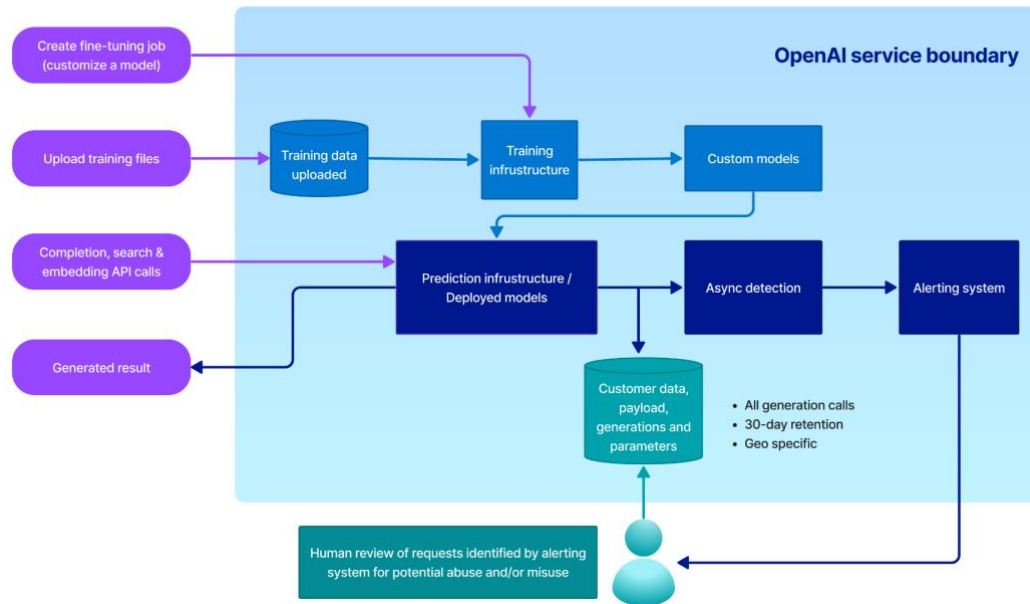 Create fine-tuning job
(customize a model)
OpenAI service boundary
Upload training files
Training data
uploaded
Training
infrustructure
Custom models
Completion, search &
embedding API calls
Prediction infrustructure /
Deployed models
Async detection
Alerting system
Generated result
Customer data,
payload,
generations and
parameters
• All generation calls
• 30-day retention
• Geo specific
Human review of requests identified by alerting
system for potential abuse and/or misuse